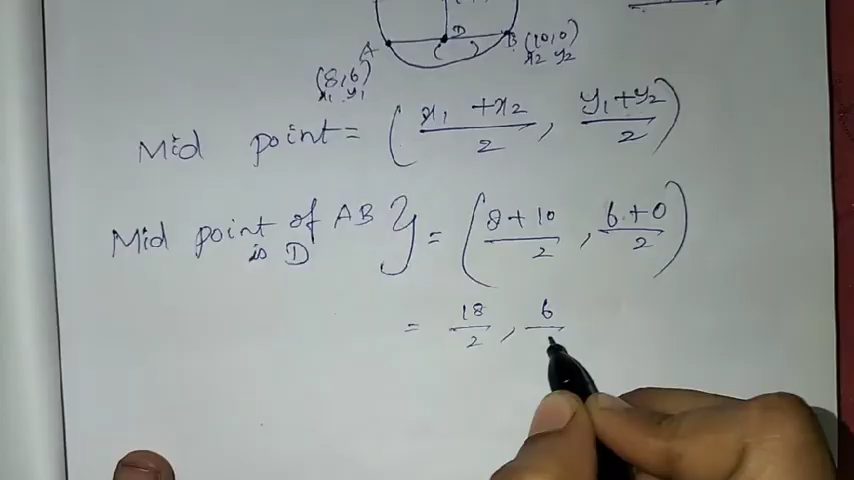 D
A B (10,0)
( ) x2 y2
(8,6)
x1 y1
Mid point = ( x1 + x2 / 2 , y1 + y2 / 2 )
Mid point of AB } = ( 8 + 10 / 2 , 6 + 0 / 2 )
is D
= 18 / 2 , 6 /